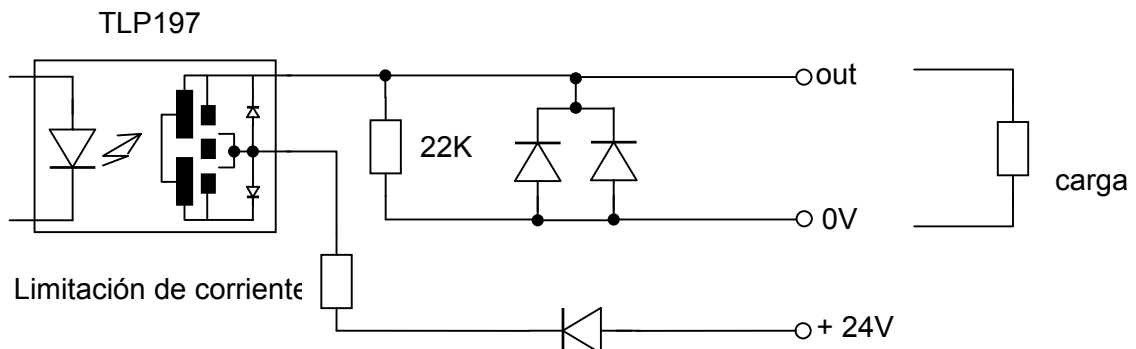 TLP197
out
22K
carga
0V
Limitación de corriente
+ 24V